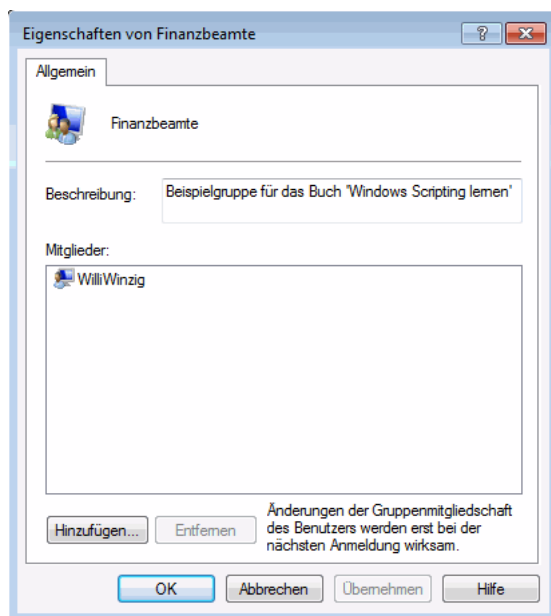 Eigenschaften von Finanzbeamte
Allgemein
Finanzbeamte
Beschreibung:
Beispielgruppe für das Buch 'Windows Scripting lernen'
Mitglieder:
WilliWinzig
Hinzufügen...
Entfernen
Änderungen der Gruppenmitgliedschaft
des Benutzers werden erst bei der
nächsten Anmeldung wirksam.
OK
Abbrechen
Übernehmen
Hilfe